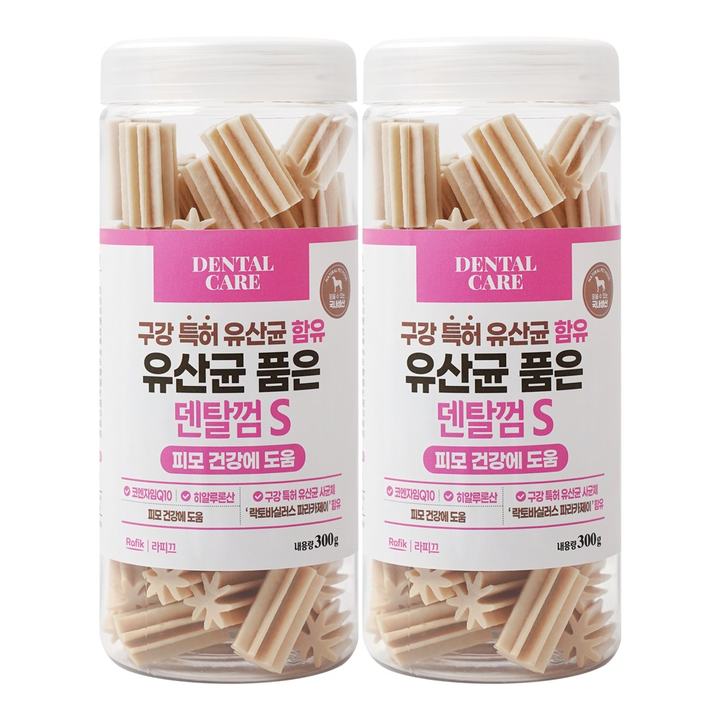 DENTAL
CARE
구강 특허 유산균 함유
유산균 품은
덴탈껌 S
피모 건강에 도움
코엔자임Q10 | 히알루론산
피모 건강에 도움
구강 특허 유산균 사균체
'락토바실러스 파라카제이' 함유
Rafik | 라피끄
내용량 300g
DENTAL
CARE
구강 특허 유산균 함유
유산균 품은
덴탈껌 S
피모 건강에 도움
코엔자임Q10 | 히알루론산
피모 건강에 도움
구강 특허 유산균 사균체
'락토바실러스 파라카제이' 함유
Rafik | 라피끄
내용량 300g